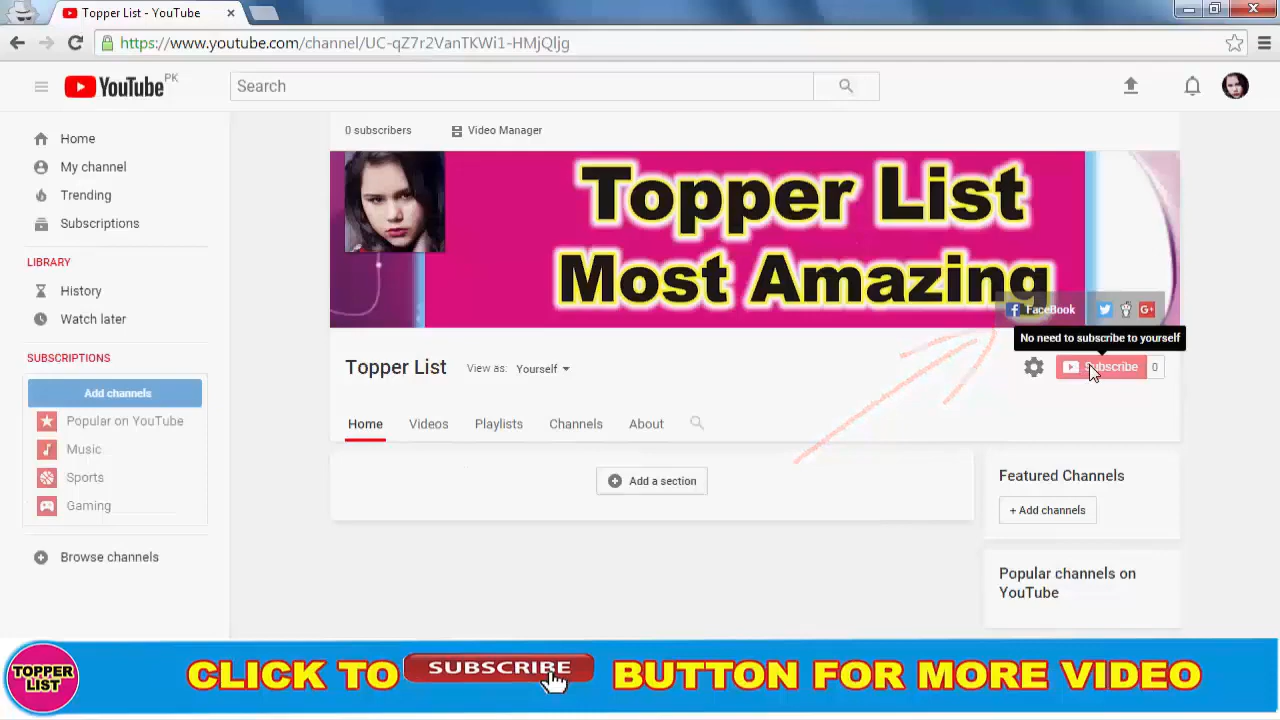 Topper List - YouTube
https://www.youtube.com/channel/UC-qZ7r2VanTKWi1-HMjQljg
YouTube PK
Search
Home
My channel
Trending
Subscriptions
LIBRARY
History
Watch later
SUBSCRIPTIONS
Add channels
Popular on YouTube
Music
Sports
Gaming
Browse channels
0 subscribers
Video Manager
Topper List
Most Amazing
FaceBook
No need to subscribe to yourself
Topper List
View as: Yourself
Subscribe 0
Home Videos Playlists Channels About
Add a section
Featured Channels
+ Add channels
Popular channels on
YouTube
TOPPER
LIST
CLICK TO SUBSCRIBE BUTTON FOR MORE VIDEO